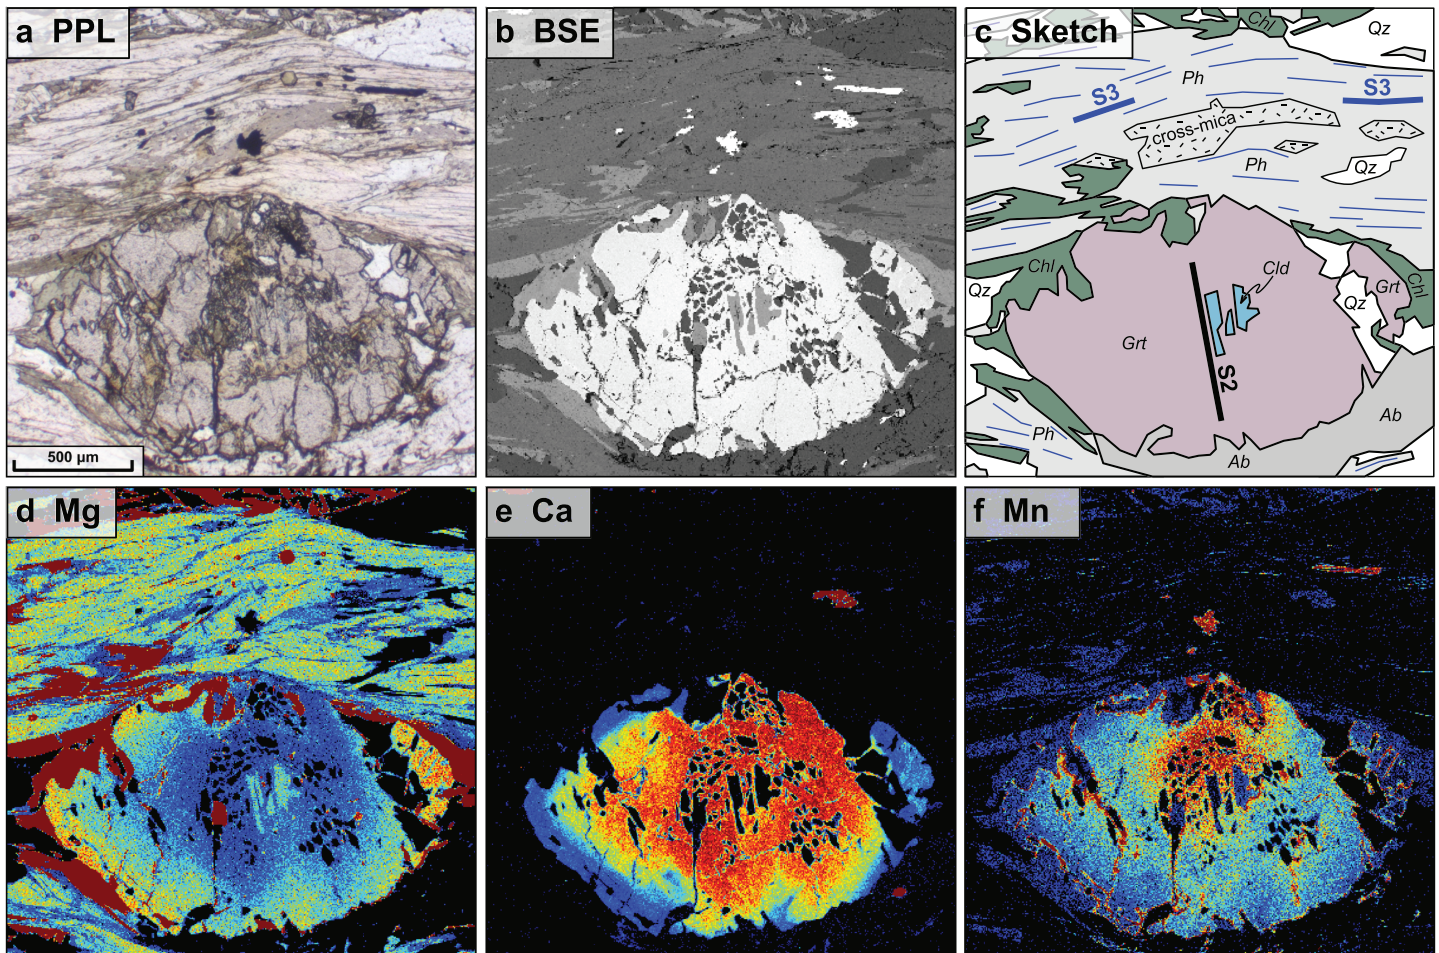 a PPL
500 µm
b BSE
c Sketch
Chl
Qz
Ph
S3
S3
cross-mica
Ph
Qz
Chl
Qz
Cld
Grt
Qz
Chl
Grt
S2
Ab
Ph
Ab
d Mg
e Ca
f Mn